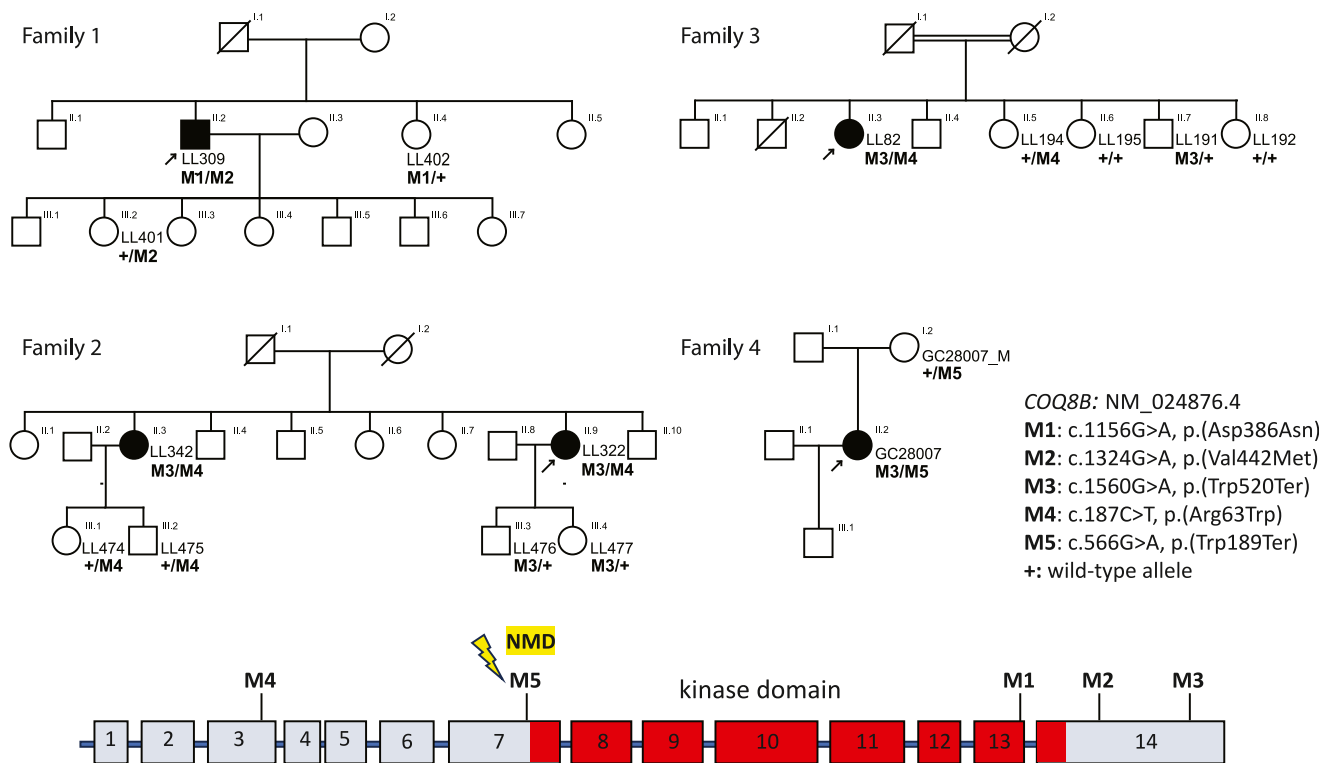 Family 1
I.1
I.2
II.1
II.2
II.3
II.4
II.5
LL309
M1/M2
LL402
M1/+
III.1
III.2
III.3
III.4
III.5
III.6
III.7
LL401
+/M2
Family 3
I.1
I.2
II.1
II.2
II.3
II.4
II.5
II.6
II.7
II.8
LL82
M3/M4
LL194
+/M4
LL195
+/+
LL191
M3/+
LL192
+/+
Family 2
I.1
I.2
II.1
II.2
II.3
II.4
II.5
II.6
II.7
II.8
II.9
II.10
LL342
M3/M4
LL322
M3/M4
III.1
III.2
III.3
III.4
LL474
+/M4
LL475
+/M4
LL476
M3/+
LL477
M3/+
Family 4
I.1
I.2
GC28007_M
+/M5
II.1
II.2
GC28007
M3/M5
III.1
COQ8B: NM_024876.4
M1: c.1156G>A, p.(Asp386Asn)
M2: c.1324G>A, p.(Val442Met)
M3: c.1560G>A, p.(Trp520Ter)
M4: c.187C>T, p.(Arg63Trp)
M5: c.566G>A, p.(Trp189Ter)
+: wild-type allele
NMD
M4 M5 kinase domain M1 M2 M3
1 2 3 4 5 6 7 8 9 10 11 12 13 14